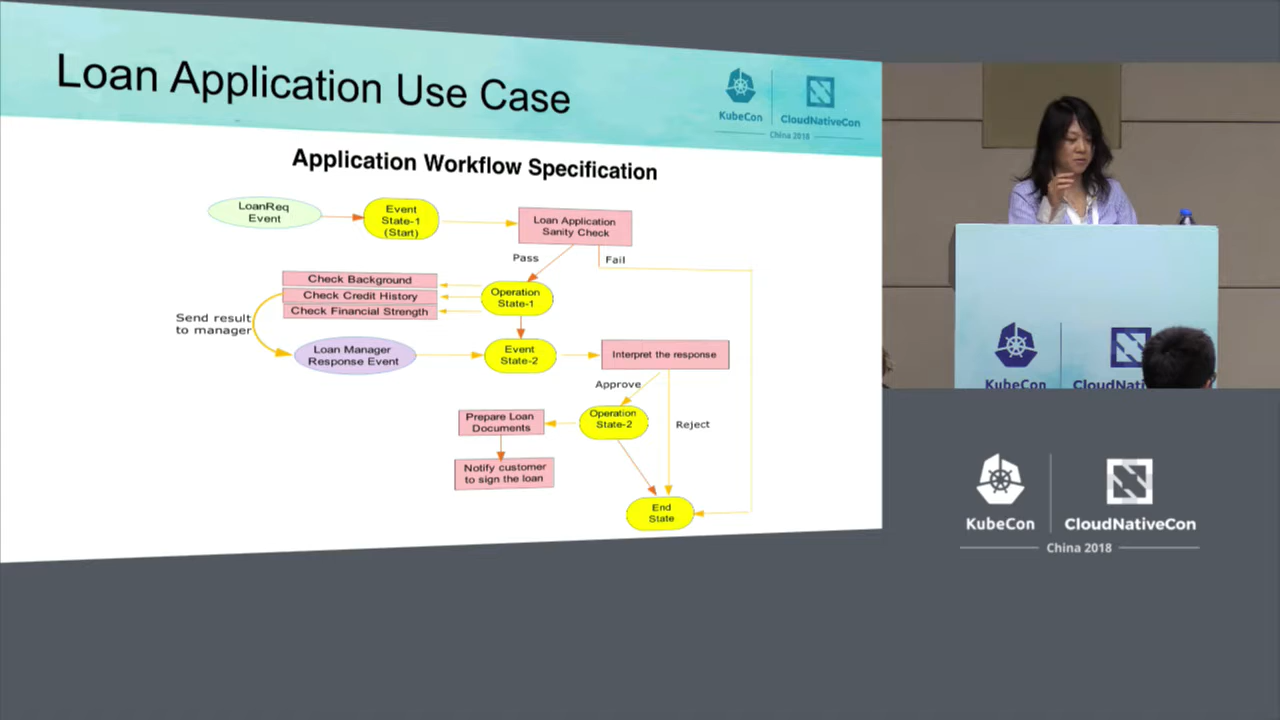 Loan Application Use Case
KubeCon
CloudNativeCon
China 2018
Application Workflow Specification
LoanReq
Event
Event
State-1
(Start)
Loan Application
Sanity Check
Pass
Fail
Check Background
Check Credit History
Check Financial Strength
Operation
State-1
Send result
to manager
Loan Manager
Response Event
Event
State-2
Interpret the response
Approve
Reject
Prepare Loan
Documents
Operation
State-2
Notify customer
to sign the loan
End
State
KubeCon
KubeCon
CloudNativeCon
China 2018